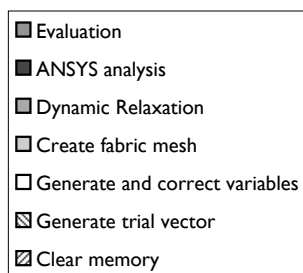 Evaluation
ANSYS analysis
Dynamic Relaxation
Create fabric mesh
Generate and correct variables
Generate trial vector
Clear memory